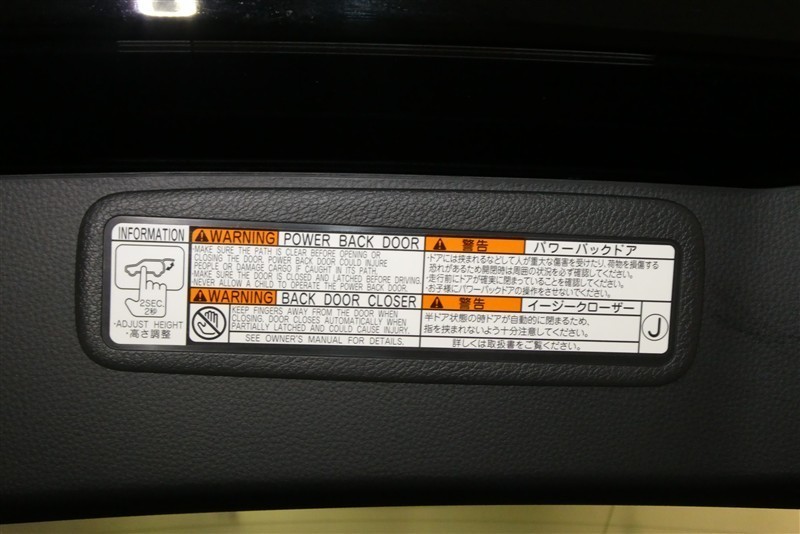 INFORMATION
2SEC.
2秒
·ADJUST HEIGHT
·高さ調整
WARNING POWER BACK DOOR
·MAKE SURE THE PATH IS CLEAR BEFORE OPENING OR
CLOSING THE DOOR. POWER BACK DOOR COULD INJURE
PEOPLE OR DAMAGE CARGO IF CAUGHT IN ITS PATH.
·MAKE SURE THE DOOR IS CLOSED AND LATCHED BEFORE DRIVING.
·NEVER ALLOW A CHILD TO OPERATE THE POWER BACK DOOR.
WARNING BACK DOOR CLOSER
KEEP FINGERS AWAY FROM THE DOOR WHEN
CLOSING. DOOR CLOSES AUTOMATICALLY WHEN
PARTIALLY LATCHED AND COULD CAUSE INJURY.
SEE OWNER'S MANUAL FOR DETAILS.
警告 パワーバックドア
·ドアには挟まれるなどして人が重大な傷害を受けたり、荷物を損傷する
恐れがあるため開閉時は周囲の状況を必ず確認してください。
·走行前にドアが確実に閉まっていることを確認してください。
·お子様にパワーバックドアの操作をさせないでください。
警告 イージークローザー
半ドア状態の時ドアが自動的に閉まるため、
指を挟まれないよう十分注意してください。
詳しくは取扱書をご覧ください。
J